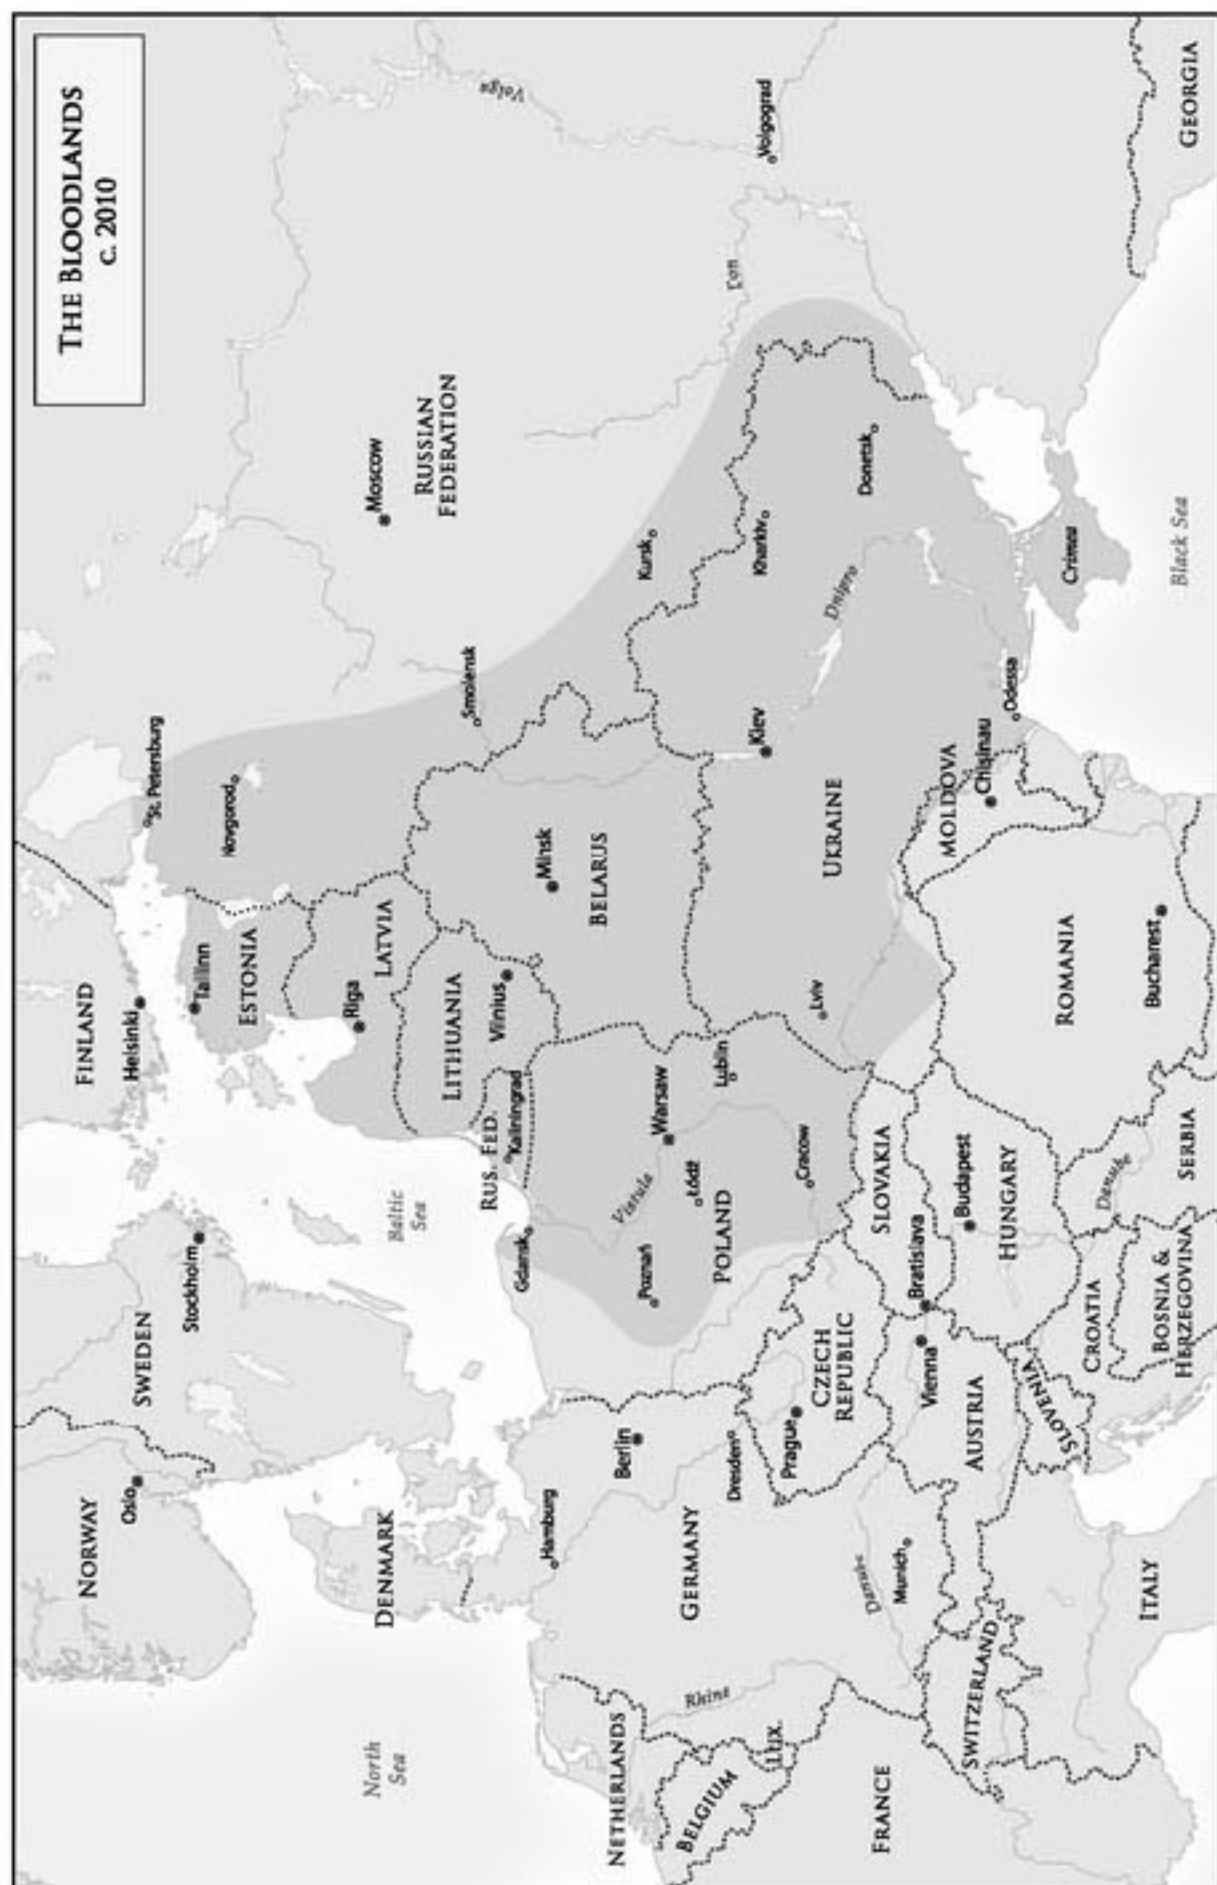 THE BLOODLANDS
C. 2010
NORWAY
Oslo
SWEDEN
Stockholm
FINLAND
Helsinki
St. Petersburg
Tallinn
ESTONIA
Novgorod
Volga
North
Sea
DENMARK
Baltic
Sea
Riga
LATVIA
LITHUANIA
Vilnius
Moscow
RUSSIAN
FEDERATION
Smolensk
RUS. FED.
Kaliningrad
Gdansk
Hamburg
Minsk
BELARUS
NETHERLANDS
Berlin
Poznań
Vistula
Warsaw
Kursk
BELGIUM
Rhine
GERMANY
Łódź
Lublin
POLAND
LUX.
Dresden
Prague
CZECH
REPUBLIC
Cracow
Lviv
Kiev
Kharkiv
Don
Volgograd
UKRAINE
Dnipro
Donetsk
FRANCE
Danube
Munich
Vienna
Bratislava
SLOVAKIA
SWITZERLAND
AUSTRIA
Budapest
HUNGARY
MOLDOVA
Chişinau
Odessa
SLOVENIA
ROMANIA
Crimea
CROATIA
Danube
ITALY
BOSNIA &
HERZEGOVINA
SERBIA
Bucharest
Black Sea
GEORGIA